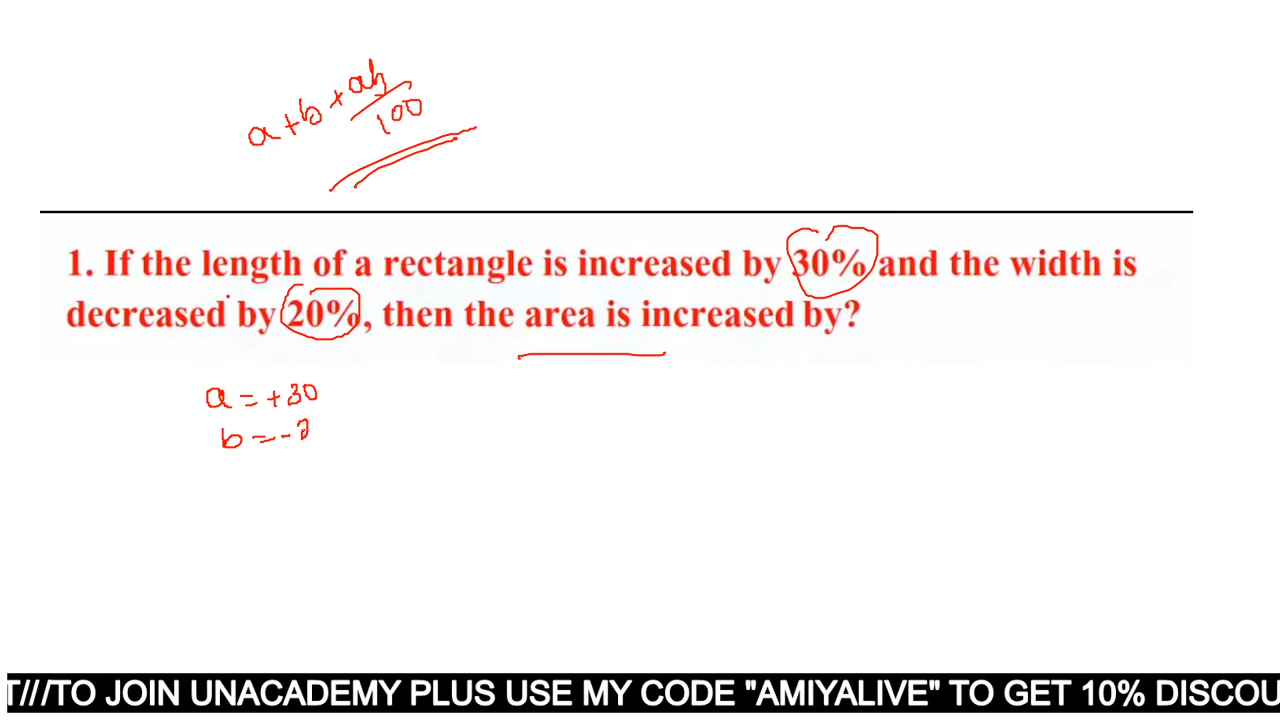 a + b + ab/100
1. If the length of a rectangle is increased by 30% and the width is
decreased by 20%, then the area is increased by?
a = +30
b = -2
T///TO JOIN UNACADEMY PLUS USE MY CODE "AMIYALIVE" TO GET 10% DISCOU